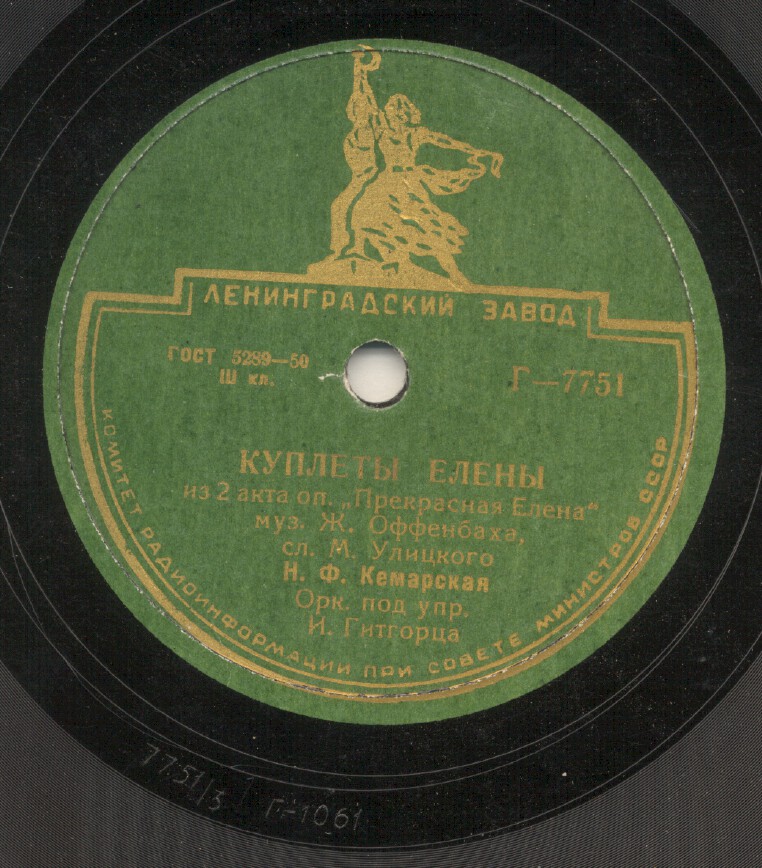 ЛЕНИНГРАДСКИЙ ЗАВОД
ГОСТ 5289—50
III кл.
Г—7751
КУПЛЕТЫ ЕЛЕНЫ
из 2 акта оп. „Прекрасная Елена“
муз. Ж. Оффенбаха,
сл. М. Улицкого
Н. Ф. Кемарская
Орк. под упр.
И. Гитгорца
КОМИТЕТ РАДИОИНФОРМАЦИИ ПРИ СОВЕТЕ МИНИСТРОВ СССР
7751/3 Г-1061